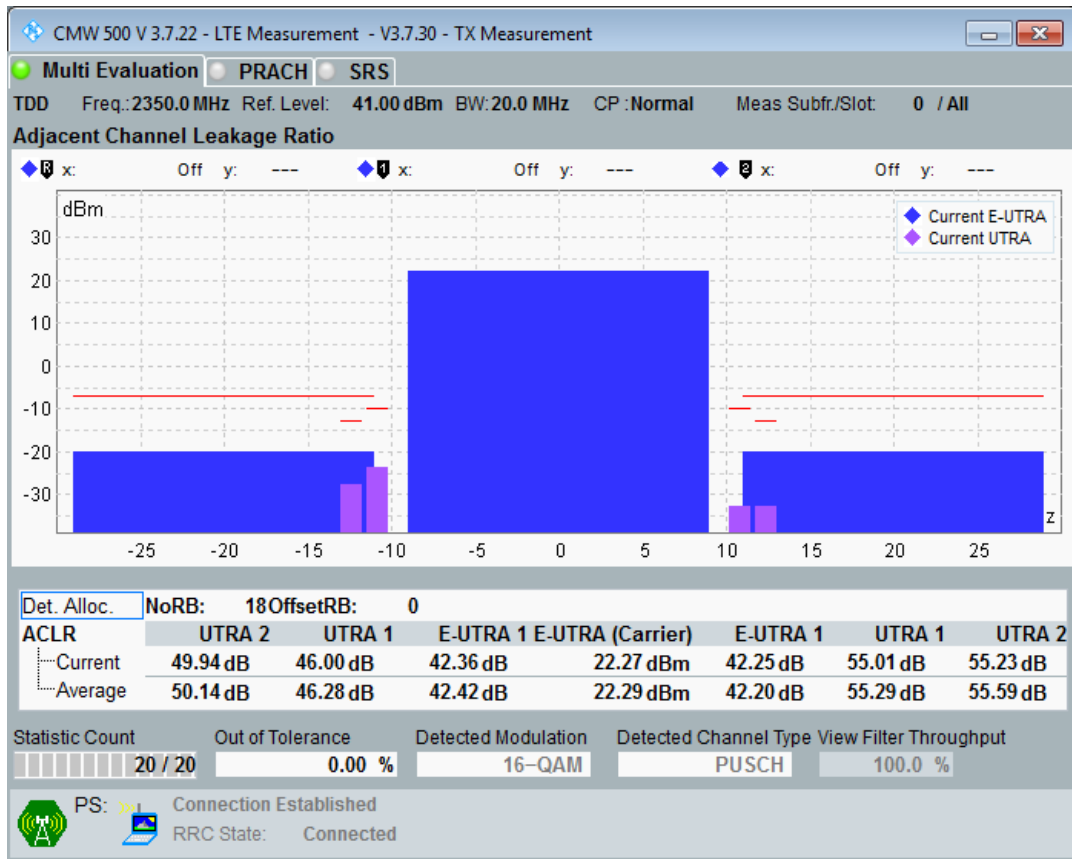 CMW 500 V 3.7.22 - LTE Measurement - V3.7.30 - TX Measurement
Multi Evaluation PRACH SRS
TDD Freq.: 2350.0 MHz Ref. Level: 41.00 dBm BW: 20.0 MHz CP : Normal Meas Subfr./Slot: 0 / All
Adjacent Channel Leakage Ratio
R x: Off y: --- 1 x: Off y: --- 2 x: Off y: ---
dBm
Current E-UTRA
Current UTRA
30
20
10
0
-10
-20
-30
z
-25 -20 -15 -10 -5 0 5 10 15 20 25
Det. Alloc. NoRB: 18 OffsetRB: 0
ACLR UTRA 2 UTRA 1 E-UTRA 1 E-UTRA (Carrier) E-UTRA 1 UTRA 1 UTRA 2
Current 49.94 dB 46.00 dB 42.36 dB 22.27 dBm 42.25 dB 55.01 dB 55.23 dB
Average 50.14 dB 46.28 dB 42.42 dB 22.29 dBm 42.20 dB 55.29 dB 55.59 dB
Statistic Count Out of Tolerance Detected Modulation Detected Channel Type View Filter Throughput
20 / 20 0.00 % 16-QAM PUSCH 100.0 %
PS: Connection Established
RRC State: Connected